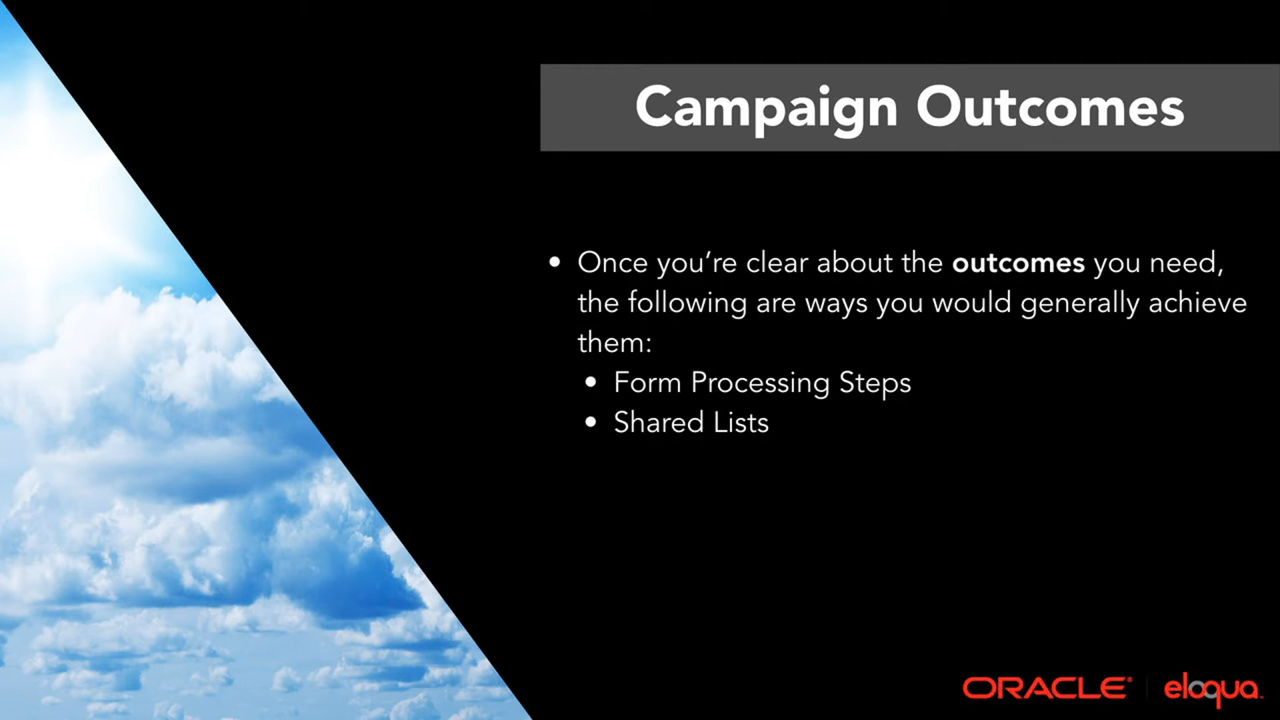 Campaign Outcomes
• Once you’re clear about the outcomes you need,
the following are ways you would generally achieve
them:
• Form Processing Steps
• Shared Lists
ORACLE® | eloqua.